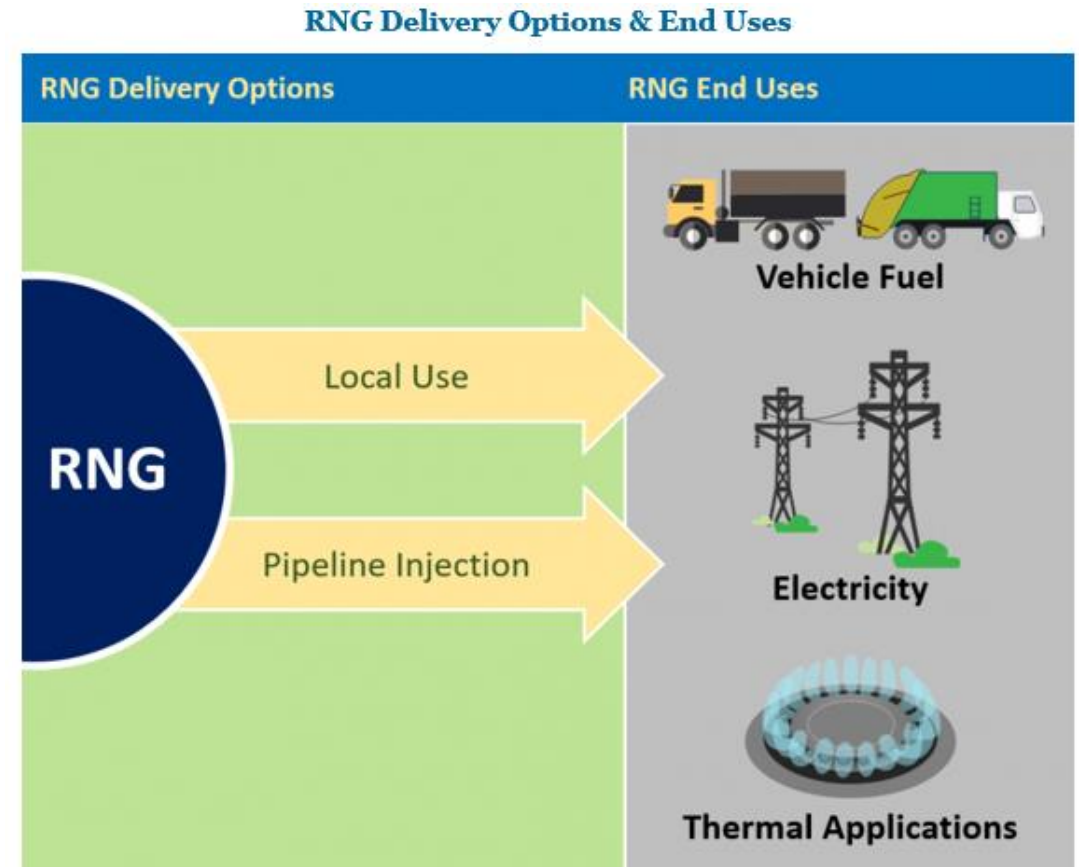 RNG Delivery Options & End Uses
RNG Delivery Options
RNG End Uses
Vehicle Fuel
Local Use
RNG
Pipeline Injection
Electricity
Thermal Applications